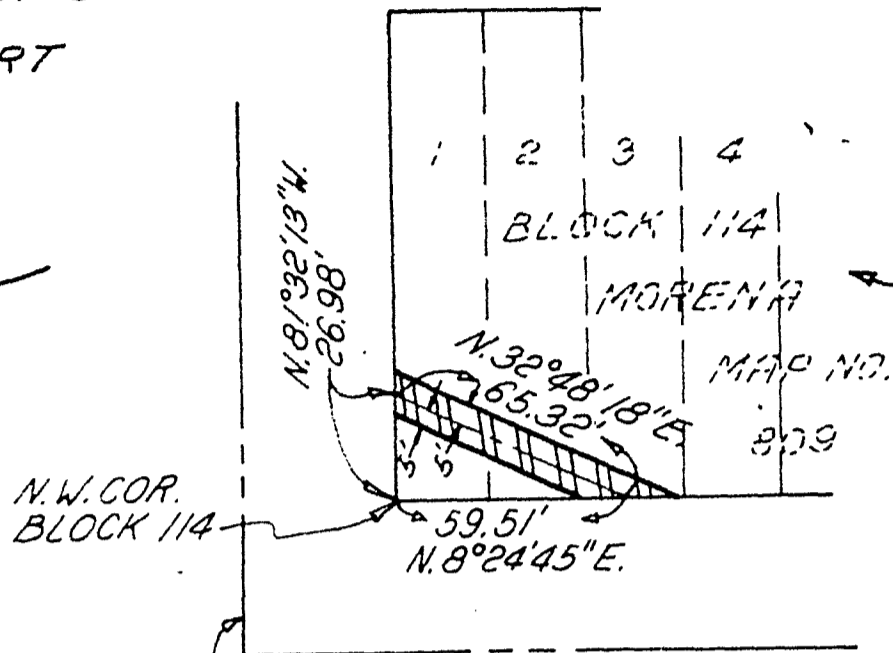 RT
1 2 3 4
BLOCK 114
MORENA
MAP NO.
809
N.81°32'13"W.
26.98'
N.32°48'18"E.
65.32'
5' 5'
N.W. COR.
BLOCK 114
59.51'
N.8°24'45"E.